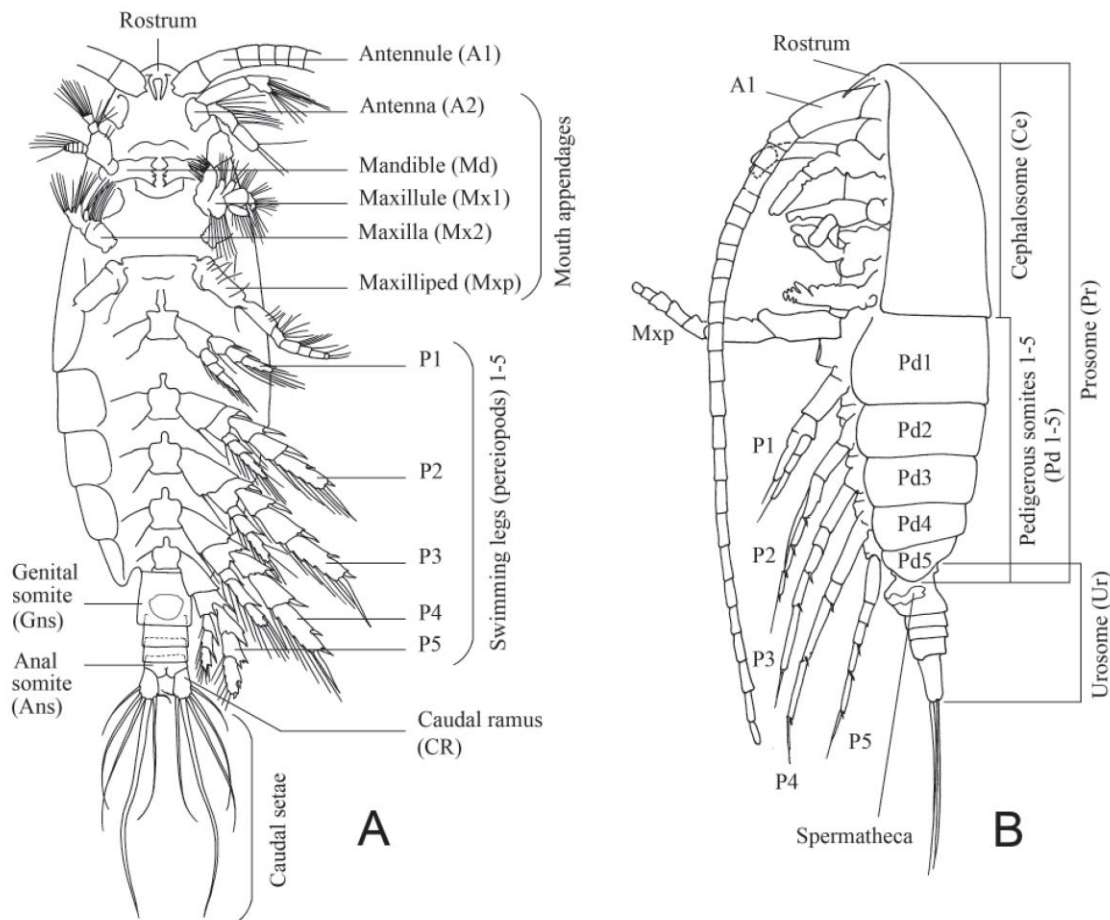 Rostrum
Antennule (A1)
Antenna (A2)
Mandible (Md)
Maxillule (Mx1)
Maxilla (Mx2)
Maxilliped (Mxp)
Mouth appendages
P1
P2
P3
P4
P5
Swimming legs (pereiopods) 1-5
Genital
somite
(Gns)
Anal
somite
(Ans)
Caudal ramus
(CR)
Caudal setae
A
Rostrum
A1
Mxp
Cephalosome (Ce)
Prosome (Pr)
Pd1
Pd2
Pd3
Pd4
Pd5
Pedigerous somites 1-5
(Pd 1-5)
P1
P2
P3
P4
P5
Urosome (Ur)
Spermatheca
B